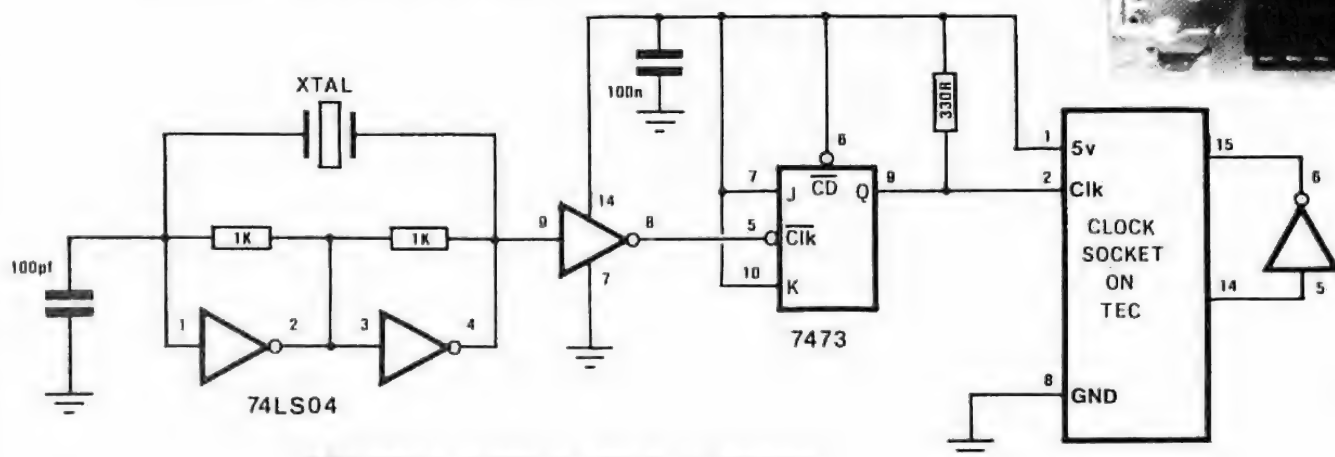 XTAL
100n
330R
100pf
1K
1K
1
2
3
4
74LS04
9
14
8
7
7
5
10
6
J
CD
Q
Clk
K
9
7473
1
5v
2
Clk
CLOCK
SOCKET
ON
TEC
8
GND
15
14
6
5